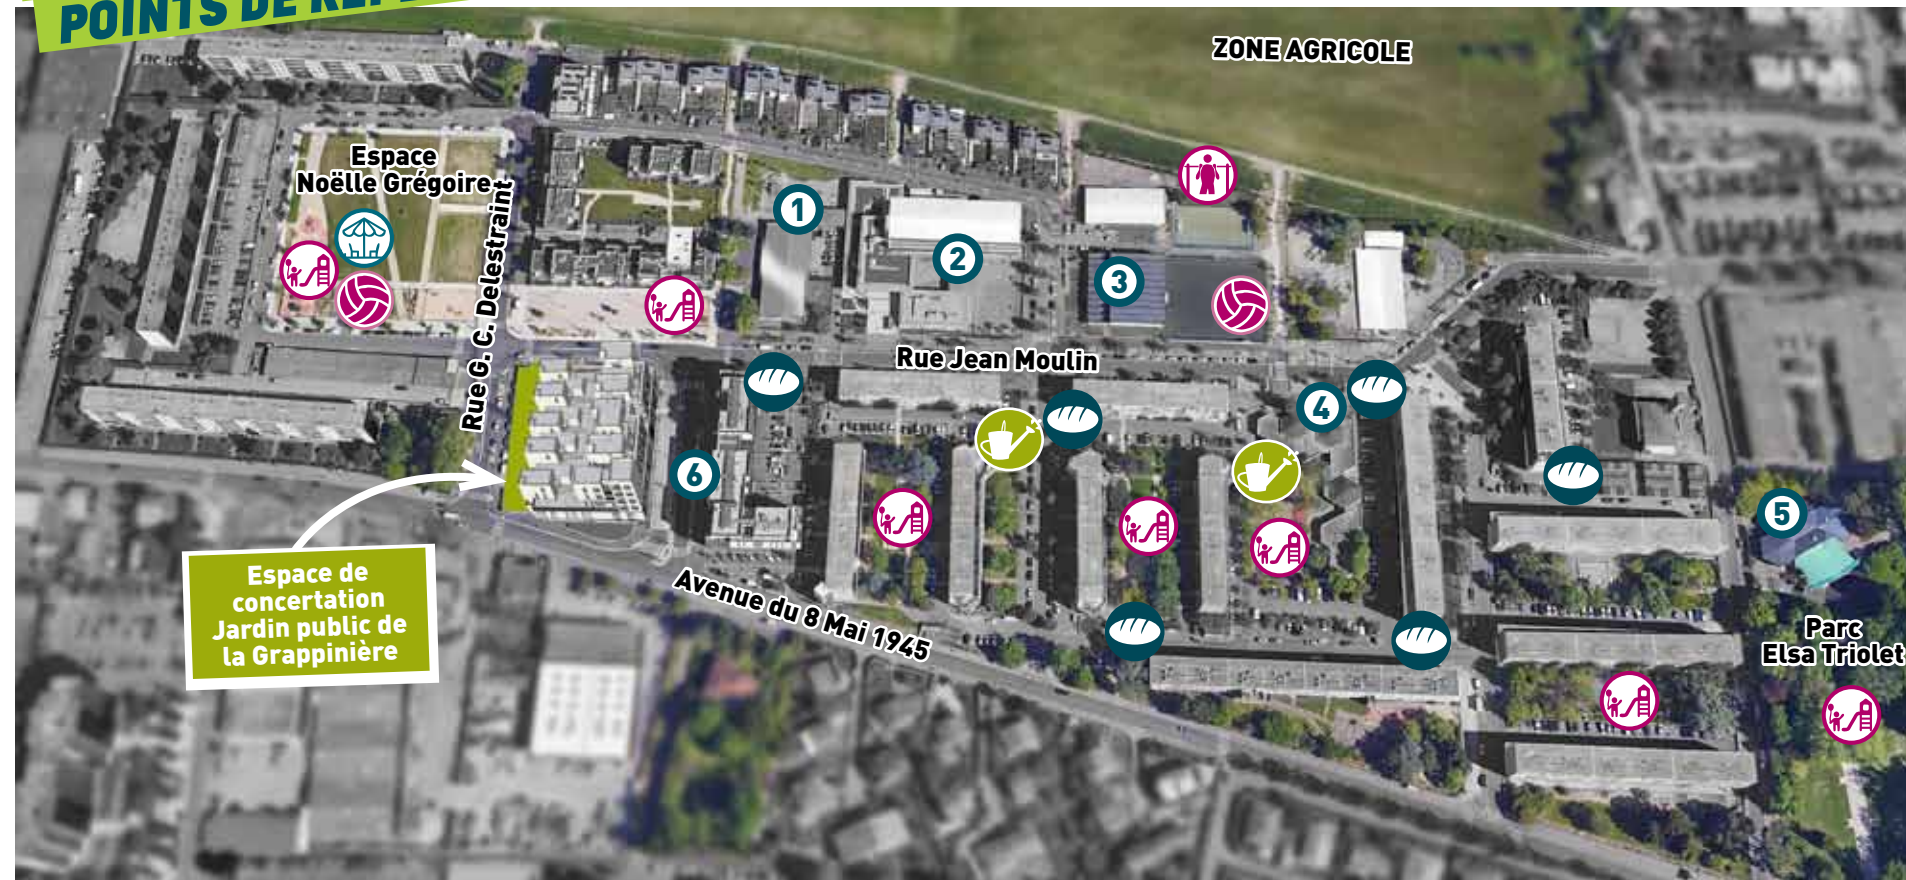 POINTS DE
ZONE AGRICOLE
Espace
Noëlle Grégoire
Rue G. C. Delestraint
1
2
3
Rue Jean Moulin
4
6
5
Espace de
concertation
Jardin public de
la Grappinière
Avenue du 8 Mai 1945
Parc
Elsa Triolet